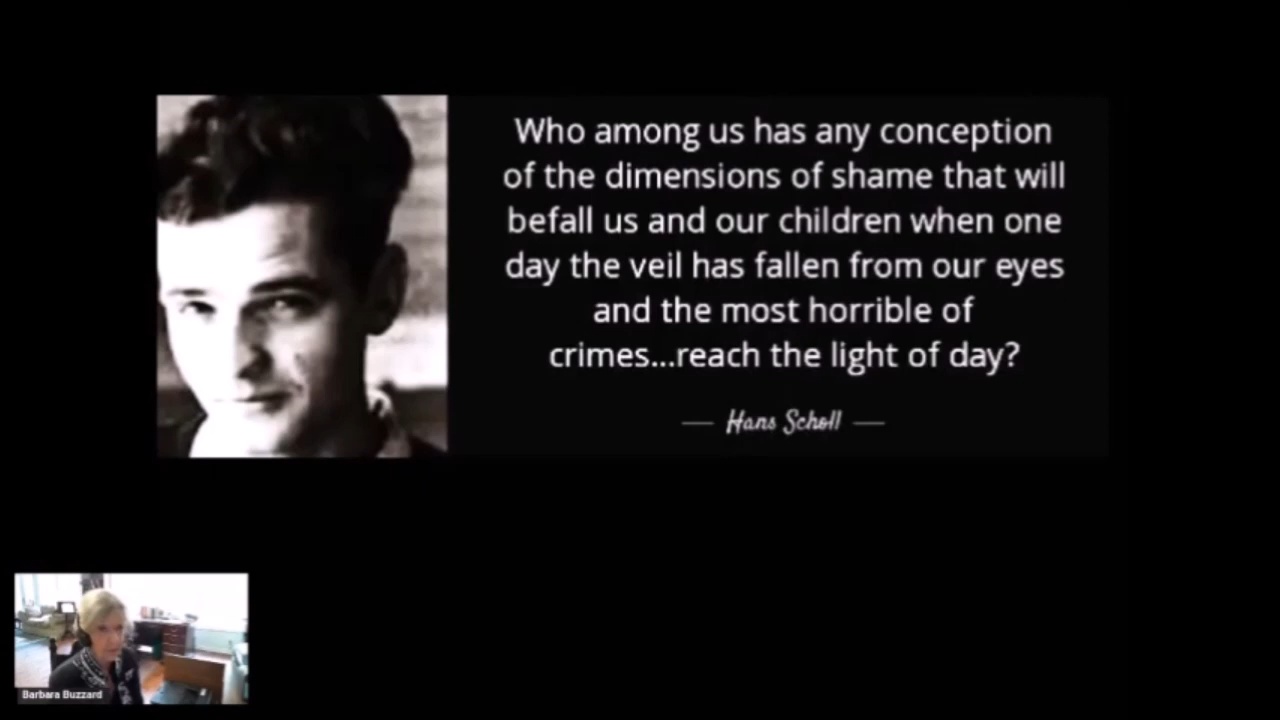 Who among us has any conception
of the dimensions of shame that will
befall us and our children when one
day the veil has fallen from our eyes
and the most horrible of
crimes...reach the light of day?
— Hans Scholl —
Barbara Buzzard